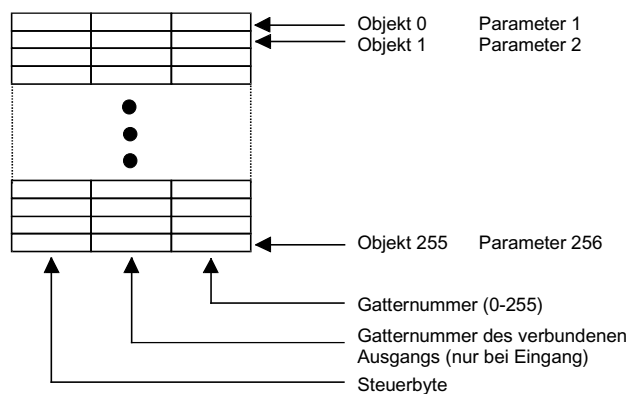 Objekt 0 Parameter 1
Objekt 1 Parameter 2
Objekt 255 Parameter 256
Gatternummer (0-255)
Gatternummer des verbundenen
Ausgangs (nur bei Eingang)
Steuerbyte